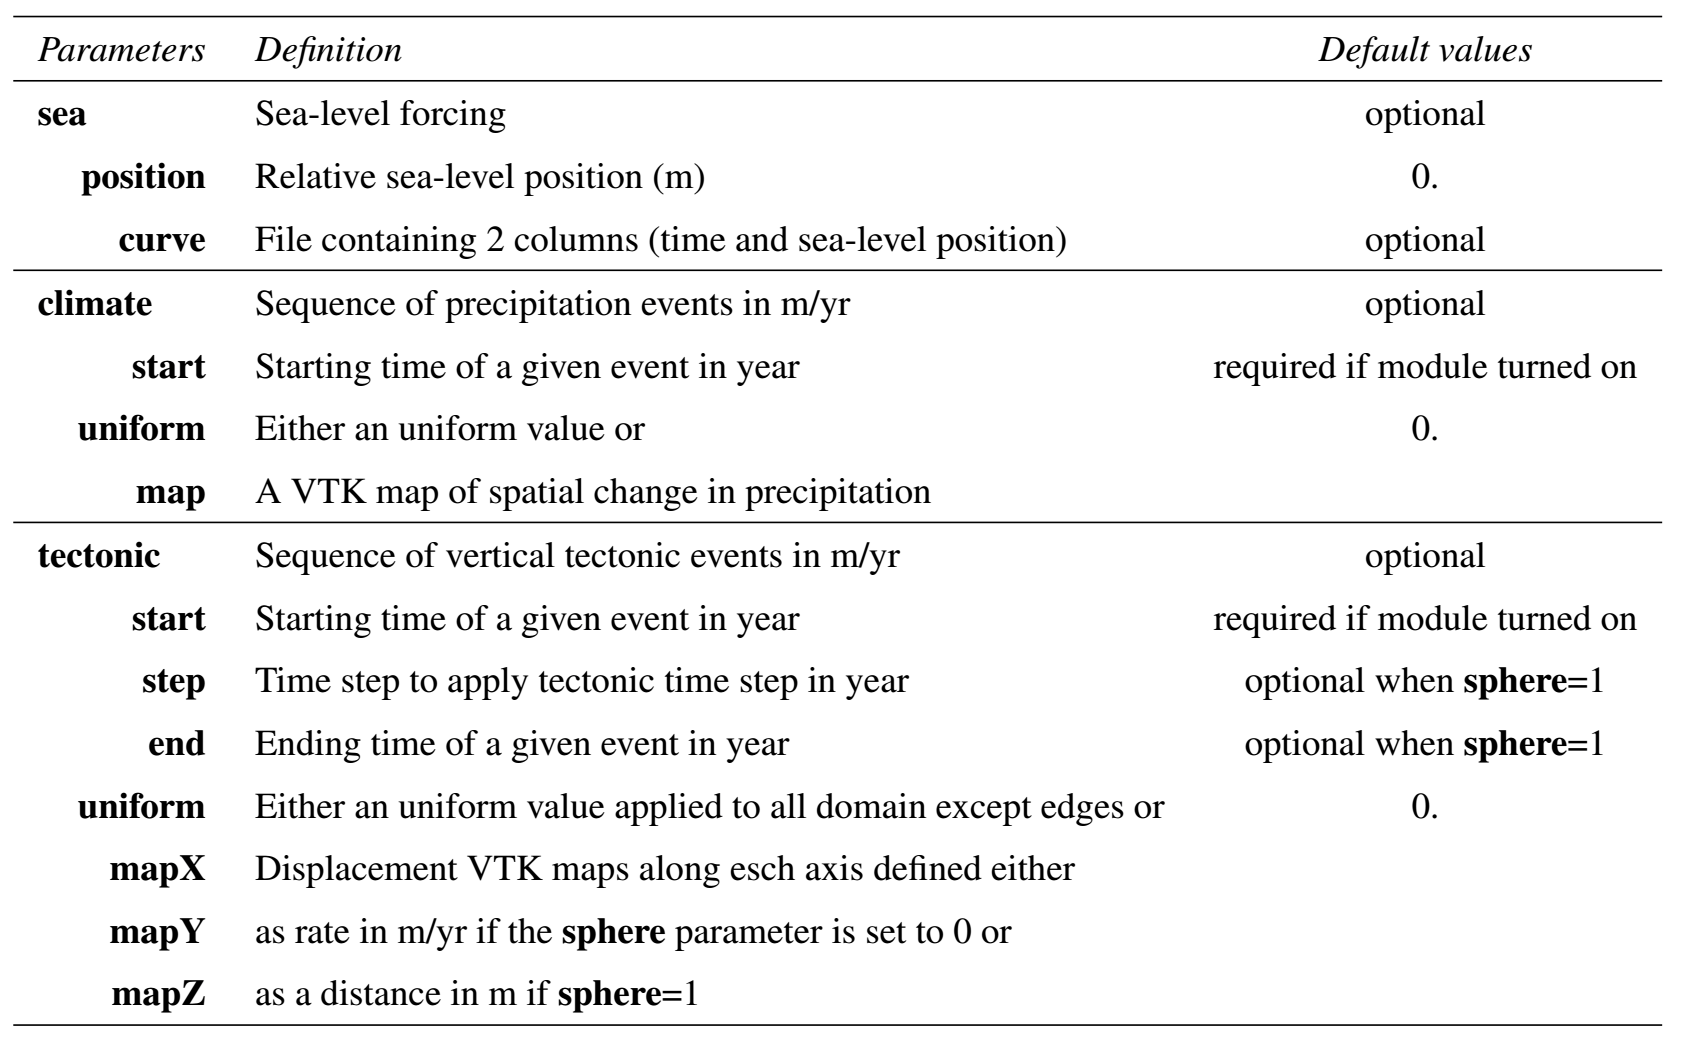 Parameters Definition Default values
sea Sea-level forcing optional
position Relative sea-level position (m) 0.
curve File containing 2 columns (time and sea-level position) optional
climate Sequence of precipitation events in m/yr optional
start Starting time of a given event in year required if module turned on
uniform Either an uniform value or 0.
map A VTK map of spatial change in precipitation
tectonic Sequence of vertical tectonic events in m/yr optional
start Starting time of a given event in year required if module turned on
step Time step to apply tectonic time step in year optional when sphere=1
end Ending time of a given event in year optional when sphere=1
uniform Either an uniform value applied to all domain except edges or 0.
mapX Displacement VTK maps along esch axis defined either
mapY as rate in m/yr if the sphere parameter is set to 0 or
mapZ as a distance in m if sphere=1